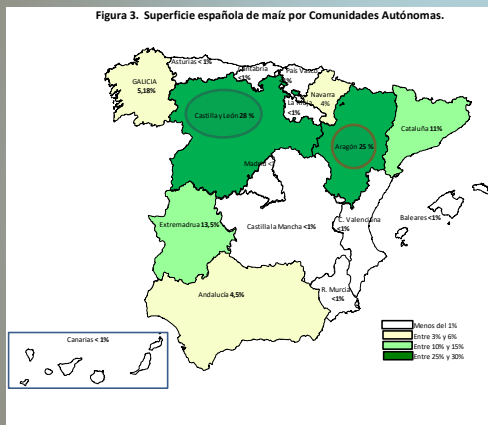 Figura 3. Superficie española de maíz por Comunidades Autónomas.
Asturias < 1%
Cantabria
<1%
País Vasco
GALICIA
5,18%
Navarra
4%
Castilla y León 28 %
La Rioja
<1%
Cataluña 11%
Aragón 25 %
Madrid <
C. Valenciana
<1%
Baleares <1%
Extremadrua 13,5%
Castilla la Mancha <1%
R. Murcia
<1%
Andalucía 4,5%
Canarias < 1%
Menos del 1%
Entre 3% y 6%
Entre 10% y 15%
Entre 25% y 30%